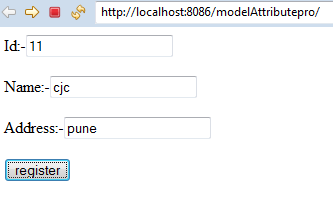 http://localhost:8086/modelAttributepro/
Id:- 11
Name:- cjc
Address:- pune
register